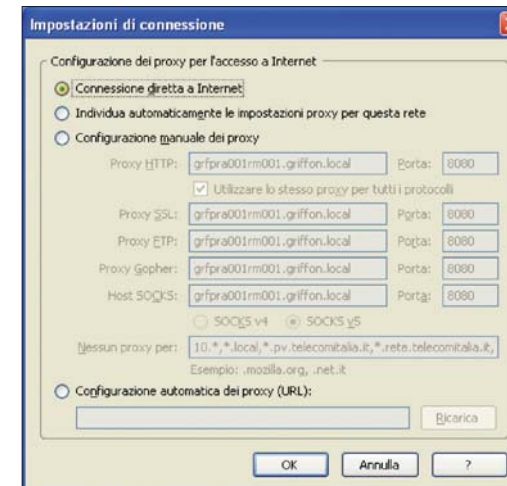 Impostazioni di connessione
Configurazione dei proxy per l'accesso a Internet
Connessione diretta a Internet
Individua automaticamente le impostazioni proxy per questa rete
Configurazione manuale dei proxy
Proxy HTTP: grfpra001rm001.griffon.local Porta: 8080
Utilizzare lo stesso proxy per tutti i protocolli
Proxy SSL: grfpra001rm001.griffon.local Porta: 8080
Proxy FTP: grfpra001rm001.griffon.local Porta: 8080
Proxy Gopher: grfpra001rm001.griffon.local Porta: 8080
Host SOCKS: grfpra001rm001.griffon.local Porta: 8080
SOCKS v4 SOCKS v5
Nessun proxy per: 10.*,*.local,*.pv.telecomitalia.it,*.rete.telecomitalia.it,
Esempio: .mozilla.org, .net.it
Configurazione automatica dei proxy (URL):
Ricarica
OK Annulla ?